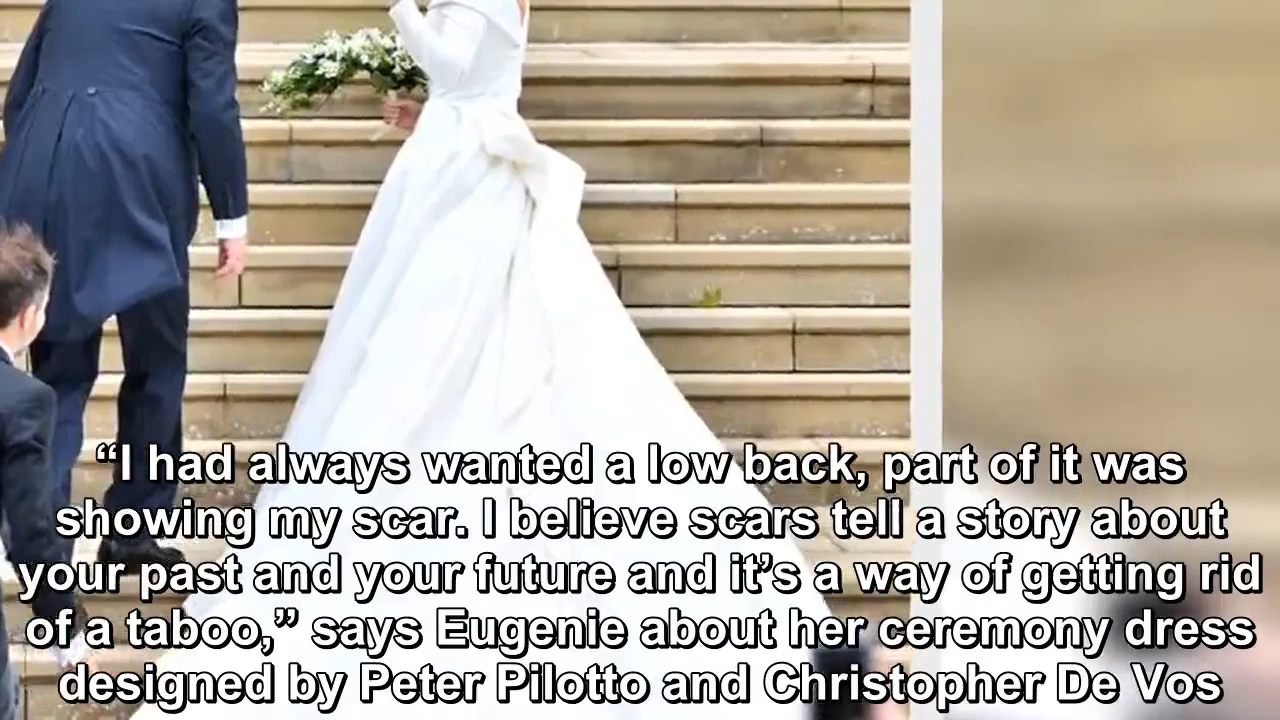 “I had always wanted a low back, part of it was
showing my scar. I believe scars tell a story about
your past and your future and it’s a way of getting rid
of a taboo,” says Eugenie about her ceremony dress
designed by Peter Pilotto and Christopher De Vos